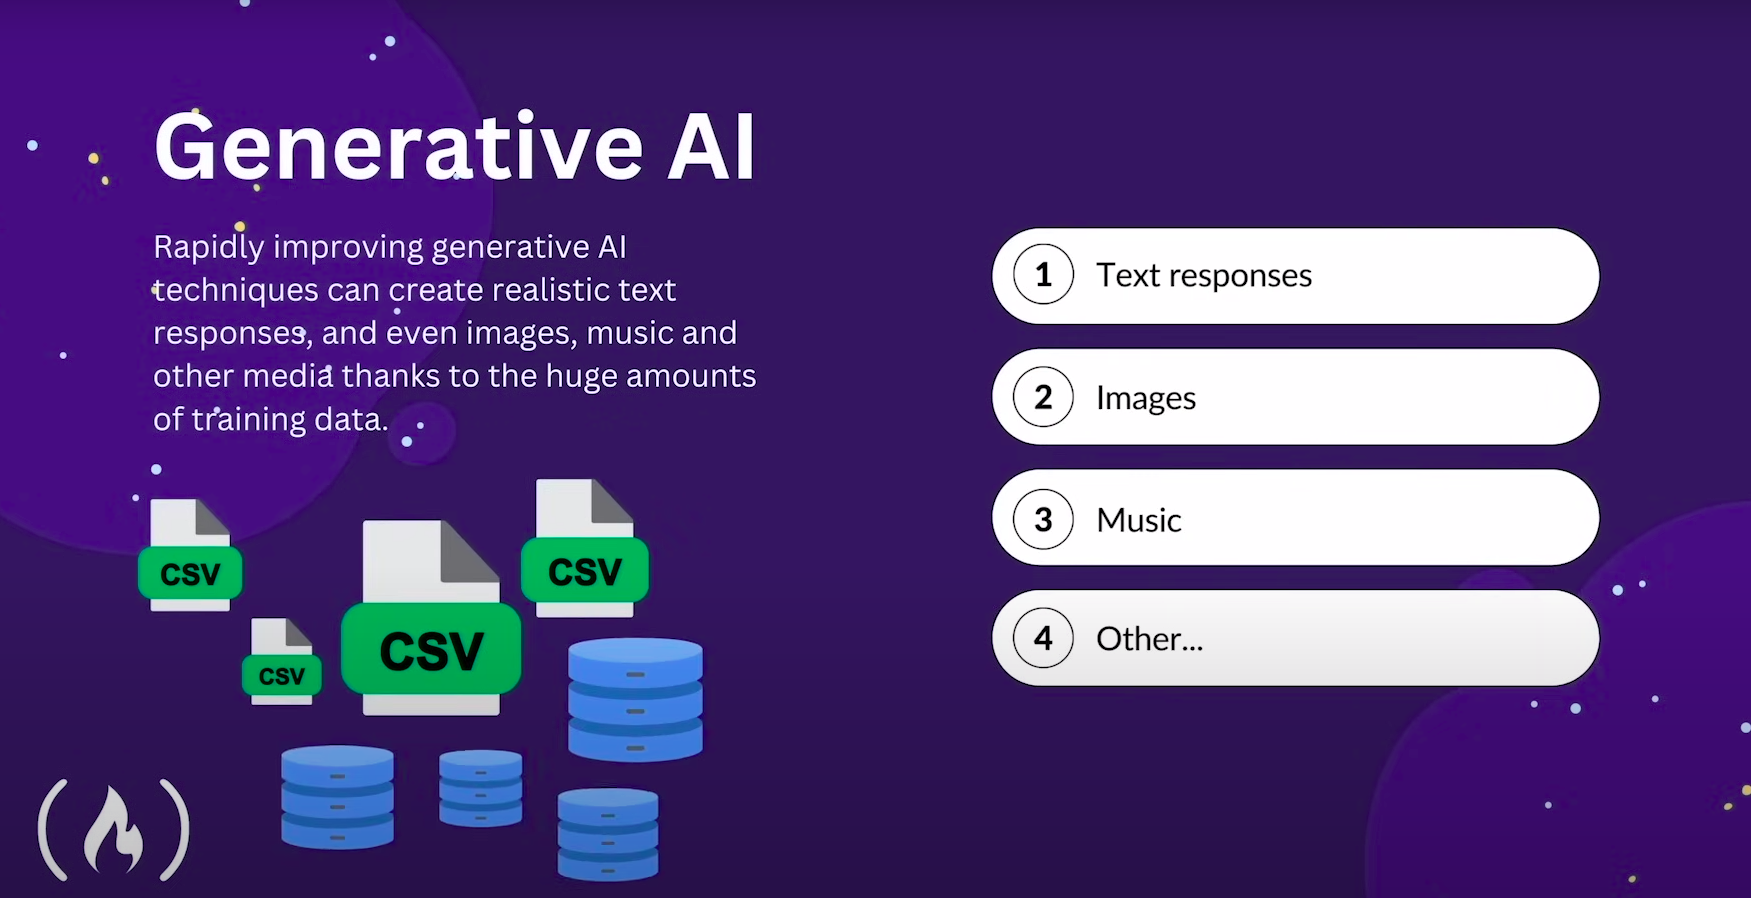 Generative AI
Rapidly improving generative AI
techniques can create realistic text
responses, and even images, music and
other media thanks to the huge amounts
of training data.
1 Text responses
2 Images
3 Music
4 Other...
CSV
CSV
CSV
CSV